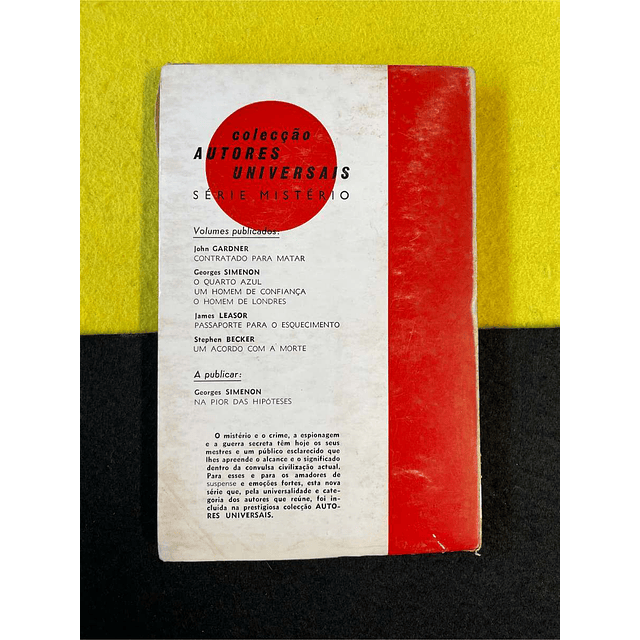 colecção
AUTORES
UNIVERSAIS
SÉRIE MISTÉRIO
Volumes publicados:
John GARDNER
CONTRATADO PARA MATAR
Georges SIMENON
O QUARTO AZUL
UM HOMEM DE CONFIANÇA
O HOMEM DE LONDRES
James LEASOR
PASSAPORTE PARA O ESQUECIMENTO
Stephen BECKER
UM ACORDO COM A MORTE
A publicar:
Georges SIMENON
NA PIOR DAS HIPÓTESES
O mistério e o crime, a espionagem
e a guerra secreta têm hoje os seus
mestres e um público esclarecido que
lhes apreende o alcance e o significado
dentro da convulsa civilização actual.
Para esses e para os amadores de
suspense e emoções fortes, esta nova
série que, pela universalidade e cate-
goria dos autores que reúne, foi in-
cluída na prestigiosa colecção AUTO-
RES UNIVERSAIS.